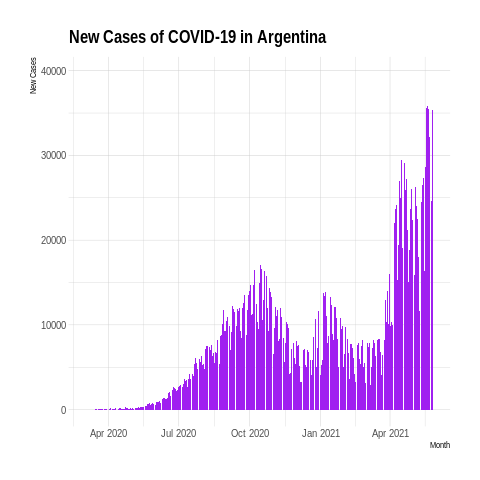 New Cases of COVID-19 in Argentina
New Cases
40000
30000
20000
10000
0
Apr 2020 Jul 2020 Oct 2020 Jan 2021 Apr 2021
Month